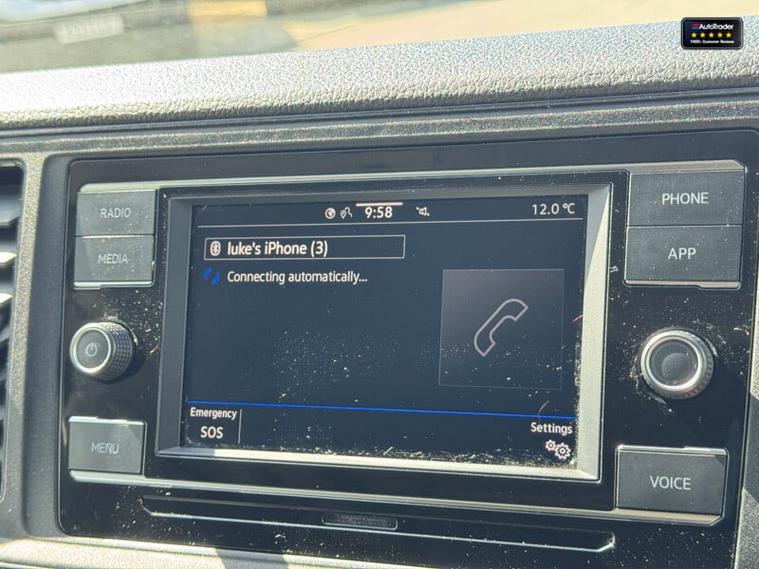 AutoTrader
RADIO
MEDIA
MENU
9:58
12.0 °C
luke's iPhone (3)
Connecting automatically...
Emergency
SOS
Settings
PHONE
APP
VOICE